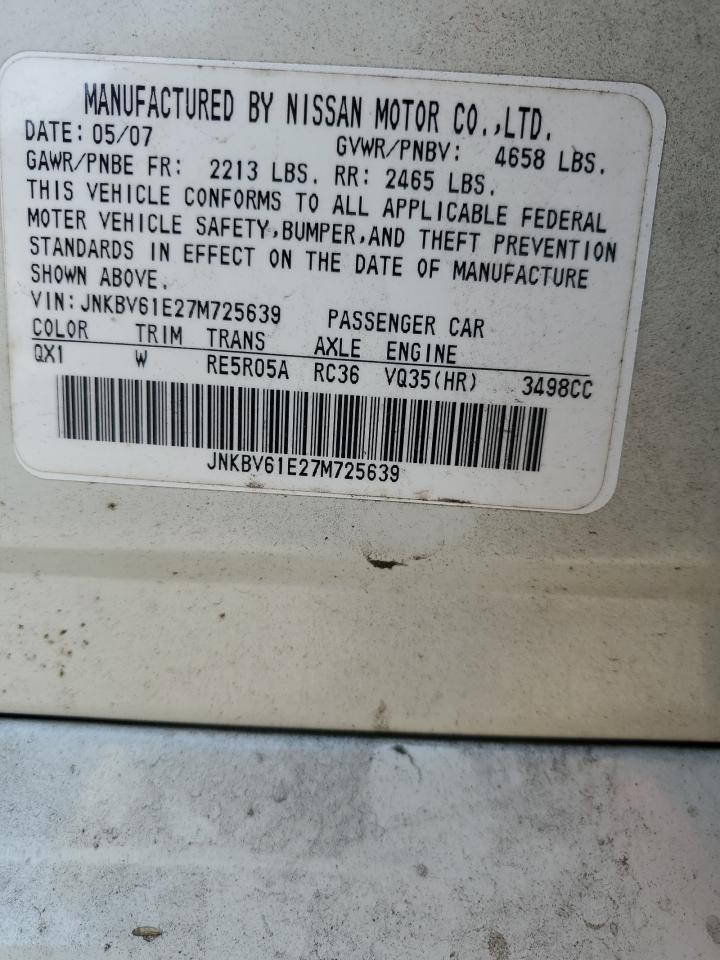 MANUFACTURED BY NISSAN MOTOR CO.,LTD.
DATE: 05/07 GVWR/PNBV: 4658 LBS.
GAWR/PNBE FR: 2213 LBS. RR: 2465 LBS.
THIS VEHICLE CONFORMS TO ALL APPLICABLE FEDERAL
MOTER VEHICLE SAFETY,BUMPER,AND THEFT PREVENTION
STANDARDS IN EFFECT ON THE DATE OF MANUFACTURE
SHOWN ABOVE.
VIN: JNKBV61E27M725639 PASSENGER CAR
COLOR TRIM TRANS AXLE ENGINE
QX1 W RE5R05A RC36 VQ35(HR) 3498CC
JNKBV61E27M725639